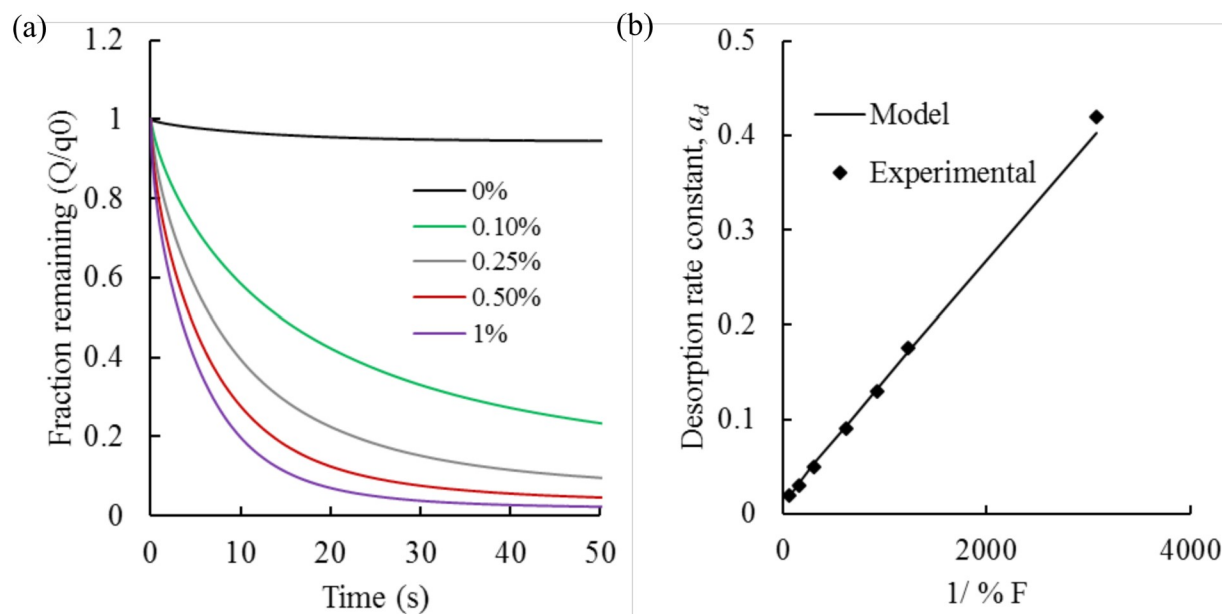 (a)
1.2
1
0.8
0.6
0.4
0.2
0
Fraction remaining (Q/q0)
0%
0.10%
0.25%
0.50%
1%
0 10 20 30 40 50
Time (s)
(b)
0.5
0.4
0.3
0.2
0.1
0
Desorption rate constant, a_d
Model
Experimental
0 2000 4000
1/ % F